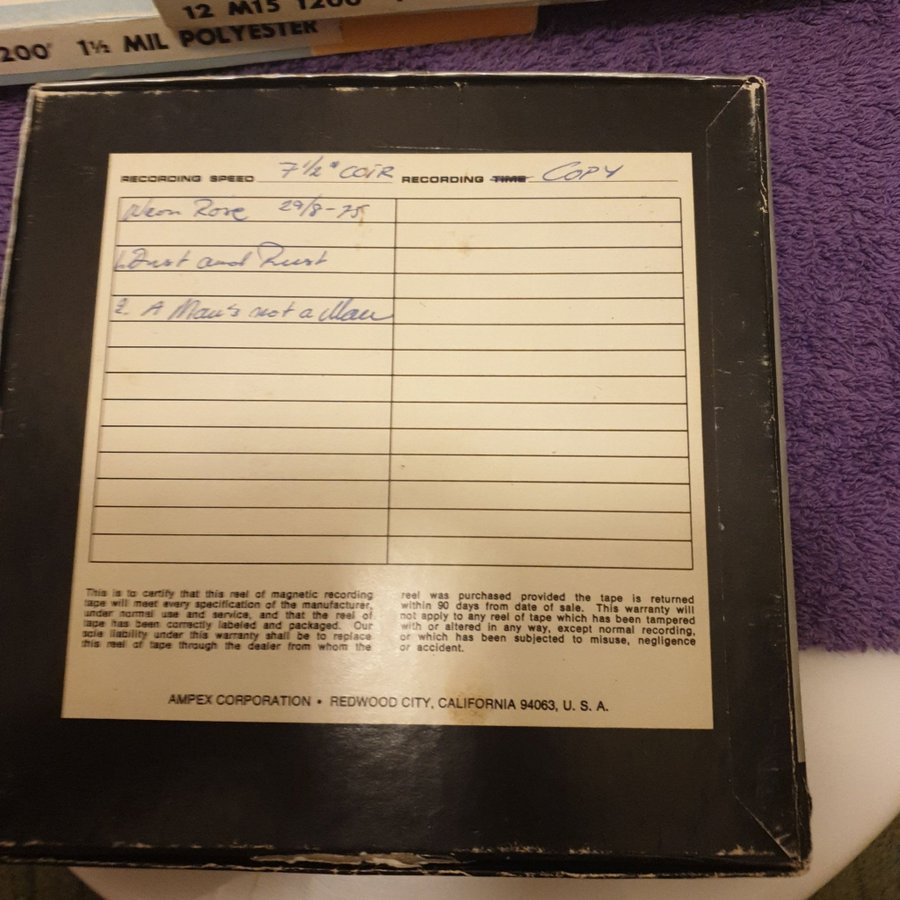 12 M15 1200'
200' 1½ MIL POLYESTER
RECORDING SPEED 7 1/2" CCIR RECORDING TIME COPY
Neon Rose 29/8-75
1. Dust and Rust
2. A Man's not a Man
This is to certify that this reel of magnetic recording
tape will meet every specification of the manufacturer,
under normal use and service, and that the reel of
tape has been correctly labeled and packaged. Our
sole liability under this warranty shall be to replace
this reel of tape through the dealer from whom the
reel was purchased provided the tape is returned
within 90 days from date of sale. This warranty will
not apply to any reel of tape which has been tampered
with or altered in any way, except normal recording,
or which has been subjected to misuse, negligence
or accident.
AMPEX CORPORATION • REDWOOD CITY, CALIFORNIA 94063, U. S. A.